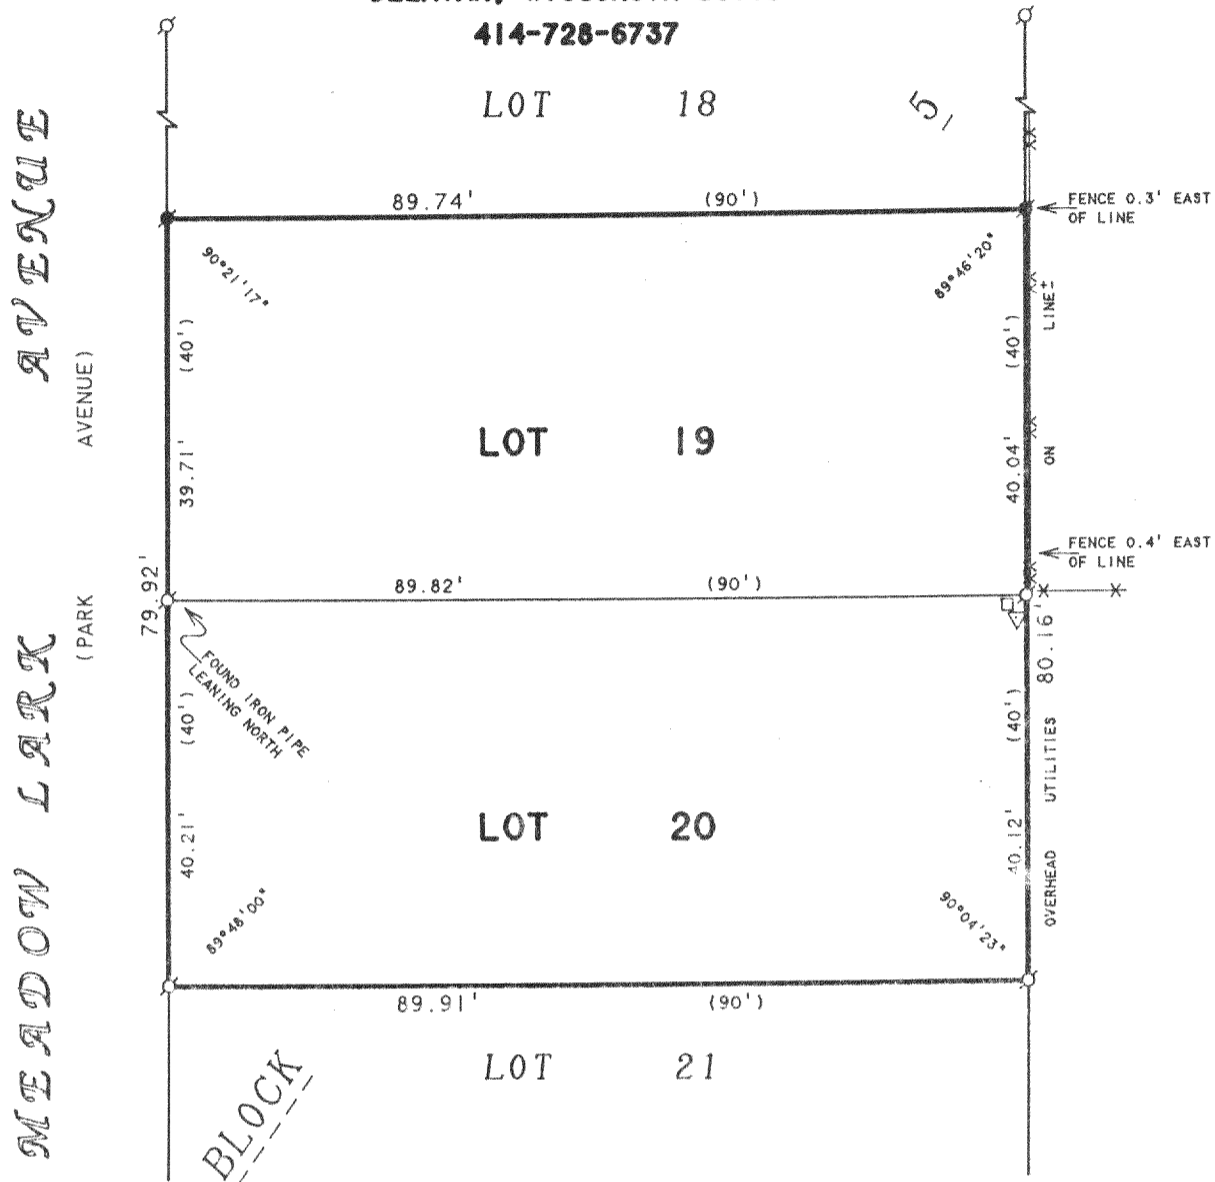 414-728-6737
LOT 18
5
89.74' (90')
FENCE 0.3' EAST
OF LINE
90°21'17"
89°46'20"
(40')
39.71'
(40')
40.04'
LOT 19
FENCE 0.4' EAST
OF LINE
79.92'
89.82' (90')
80.16'
FOUND IRON PIPE
LEANING NORTH
(40')
40.21'
(40')
40.12'
LOT 20
OVERHEAD UTILITIES ON LINE±
89°48'00"
90°04'23"
89.91' (90')
LOT 21
BLOCK
MEADOW LARK AVENUE
(PARK AVENUE)